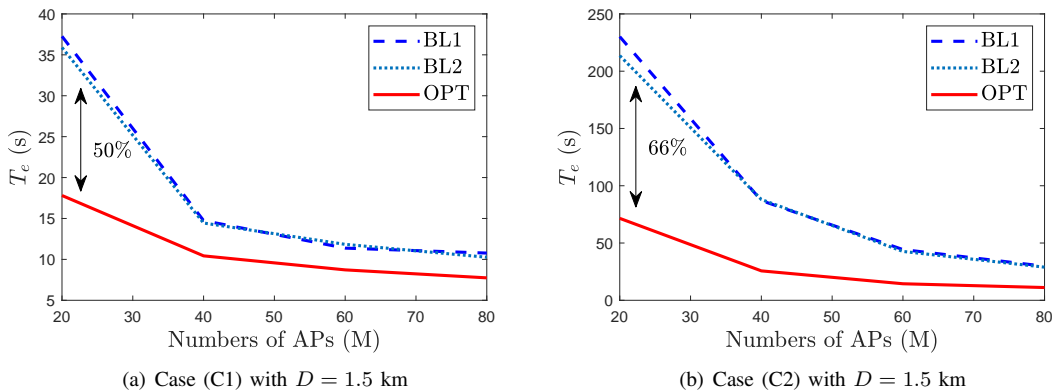 40
35
30
25
20
15
10
5
T_e (s)
BL1
BL2
OPT
50%
20 30 40 50 60 70 80
Numbers of APs (M)
(a) Case (C1) with D = 1.5 km
250
200
150
100
50
0
T_e (s)
BL1
BL2
OPT
66%
20 30 40 50 60 70 80
Numbers of APs (M)
(b) Case (C2) with D = 1.5 km